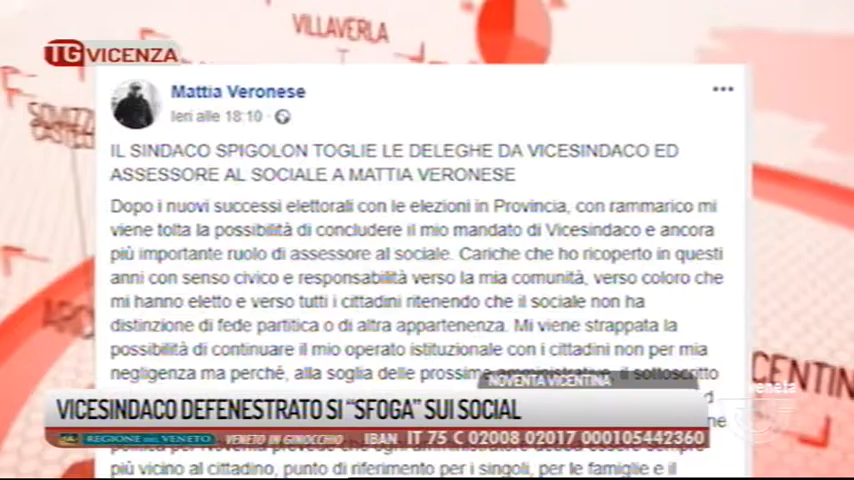 VILLAVERLA
TG VICENZA
Mattia Veronese
Ieri alle 18:10
IL SINDACO SPIGOLON TOGLIE LE DELEGHE DA VICESINDACO ED
ASSESSORE AL SOCIALE A MATTIA VERONESE
Dopo i nuovi successi elettorali con le elezioni in Provincia, con rammarico mi
viene tolta la possibilità di concludere il mio mandato di Vicesindaco e ancora
più importante ruolo di assessore al sociale. Cariche che ho ricoperto in questi
anni con senso civico e responsabilità verso la mia comunità, verso coloro che
mi hanno eletto e verso tutti i cittadini ritenendo che il sociale non ha
distinzione di fede partitica o di altra appartenenza. Mi viene strappata la
possibilità di continuare il mio operato istituzionale con i cittadini non per mia
negligenza ma perchè, alla soglia delle prossime amministrative, il sottoscritto
NOVENTA VICENTINA
VICESINDACO DEFENESTRATO SI “SFOGA” SUI SOCIAL
REGIONE DEL VENETO VENETO IN GINOCCHIO IBAN IT 75 C 02008 02017 000105442360
più vicino al cittadino, punto di riferimento per i singoli, per le famiglie e il
veneta